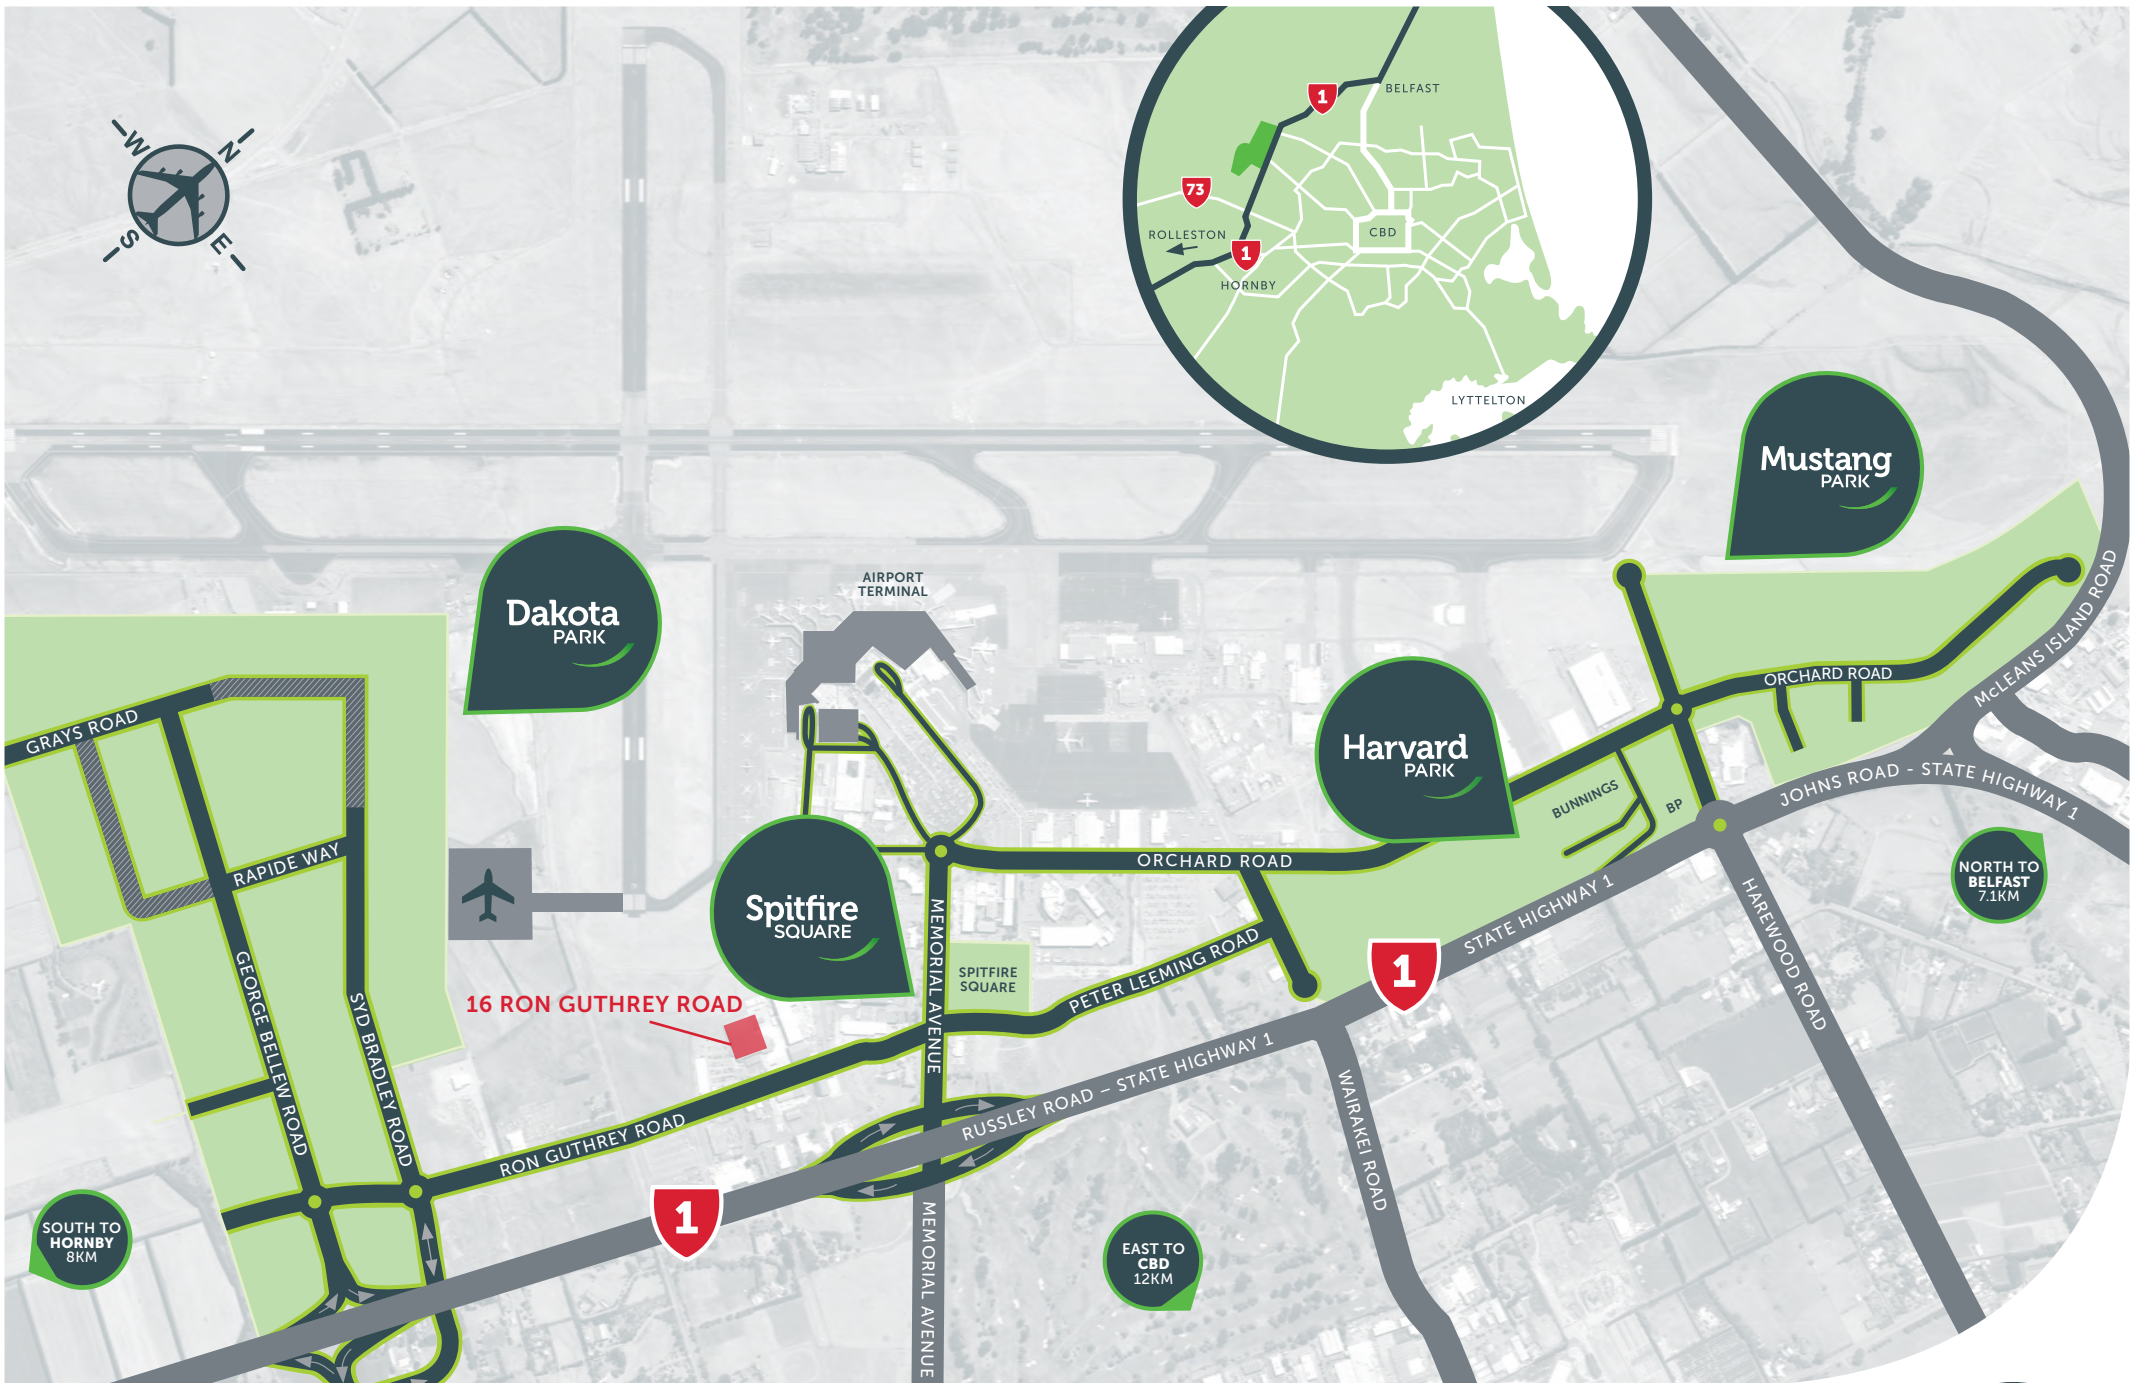 W
N
S
E
1
BELFAST
73
ROLLESTON
1
HORNBY
CBD
LYTTELTON
Mustang
PARK
Dakota
PARK
AIRPORT
TERMINAL
Harvard
PARK
Spitfire
SQUARE
GRAYS ROAD
RAPIDE WAY
GEORGE BELLEW ROAD
SYD BRADLEY ROAD
16 RON GUTHREY ROAD
RON GUTHREY ROAD
MEMORIAL AVENUE
SPITFIRE
SQUARE
ORCHARD ROAD
PETER LEEMING ROAD
BUNNINGS
BP
ORCHARD ROAD
McLEANS ISLAND ROAD
JOHNS ROAD - STATE HIGHWAY 1
STATE HIGHWAY 1
1
RUSSLEY ROAD – STATE HIGHWAY 1
HAREWOOD ROAD
WAIRAKEI ROAD
NORTH TO
BELFAST
7.1KM
SOUTH TO
HORNBY
8KM
1
MEMORIAL AVENUE
EAST TO
CBD
12KM